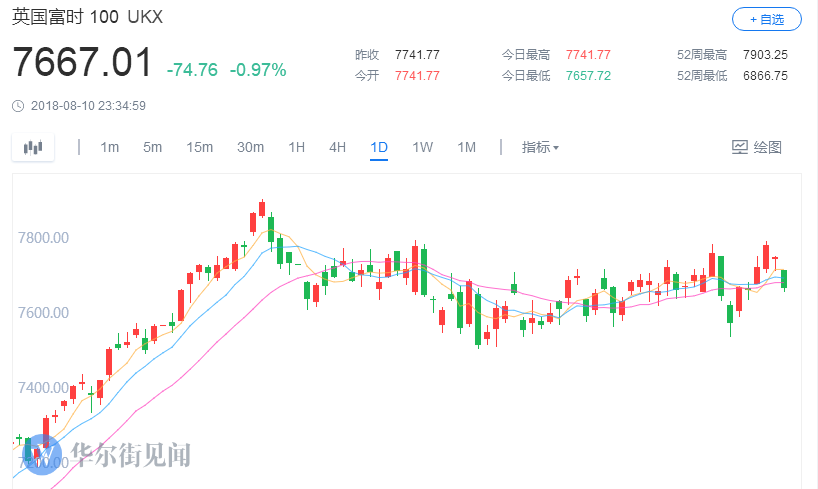 英国富时 100 UKX
+ 自选
7667.01 -74.76 -0.97%
昨收 7741.77 今日最高 7741.77 52周最高 7903.25
今开 7741.77 今日最低 7657.72 52周最低 6866.75
2018-08-10 23:34:59
1m 5m 15m 30m 1H 4H 1D 1W 1M 指标 绘图
7800.00
7600.00
7400.00
7200.00
W 华尔街见闻